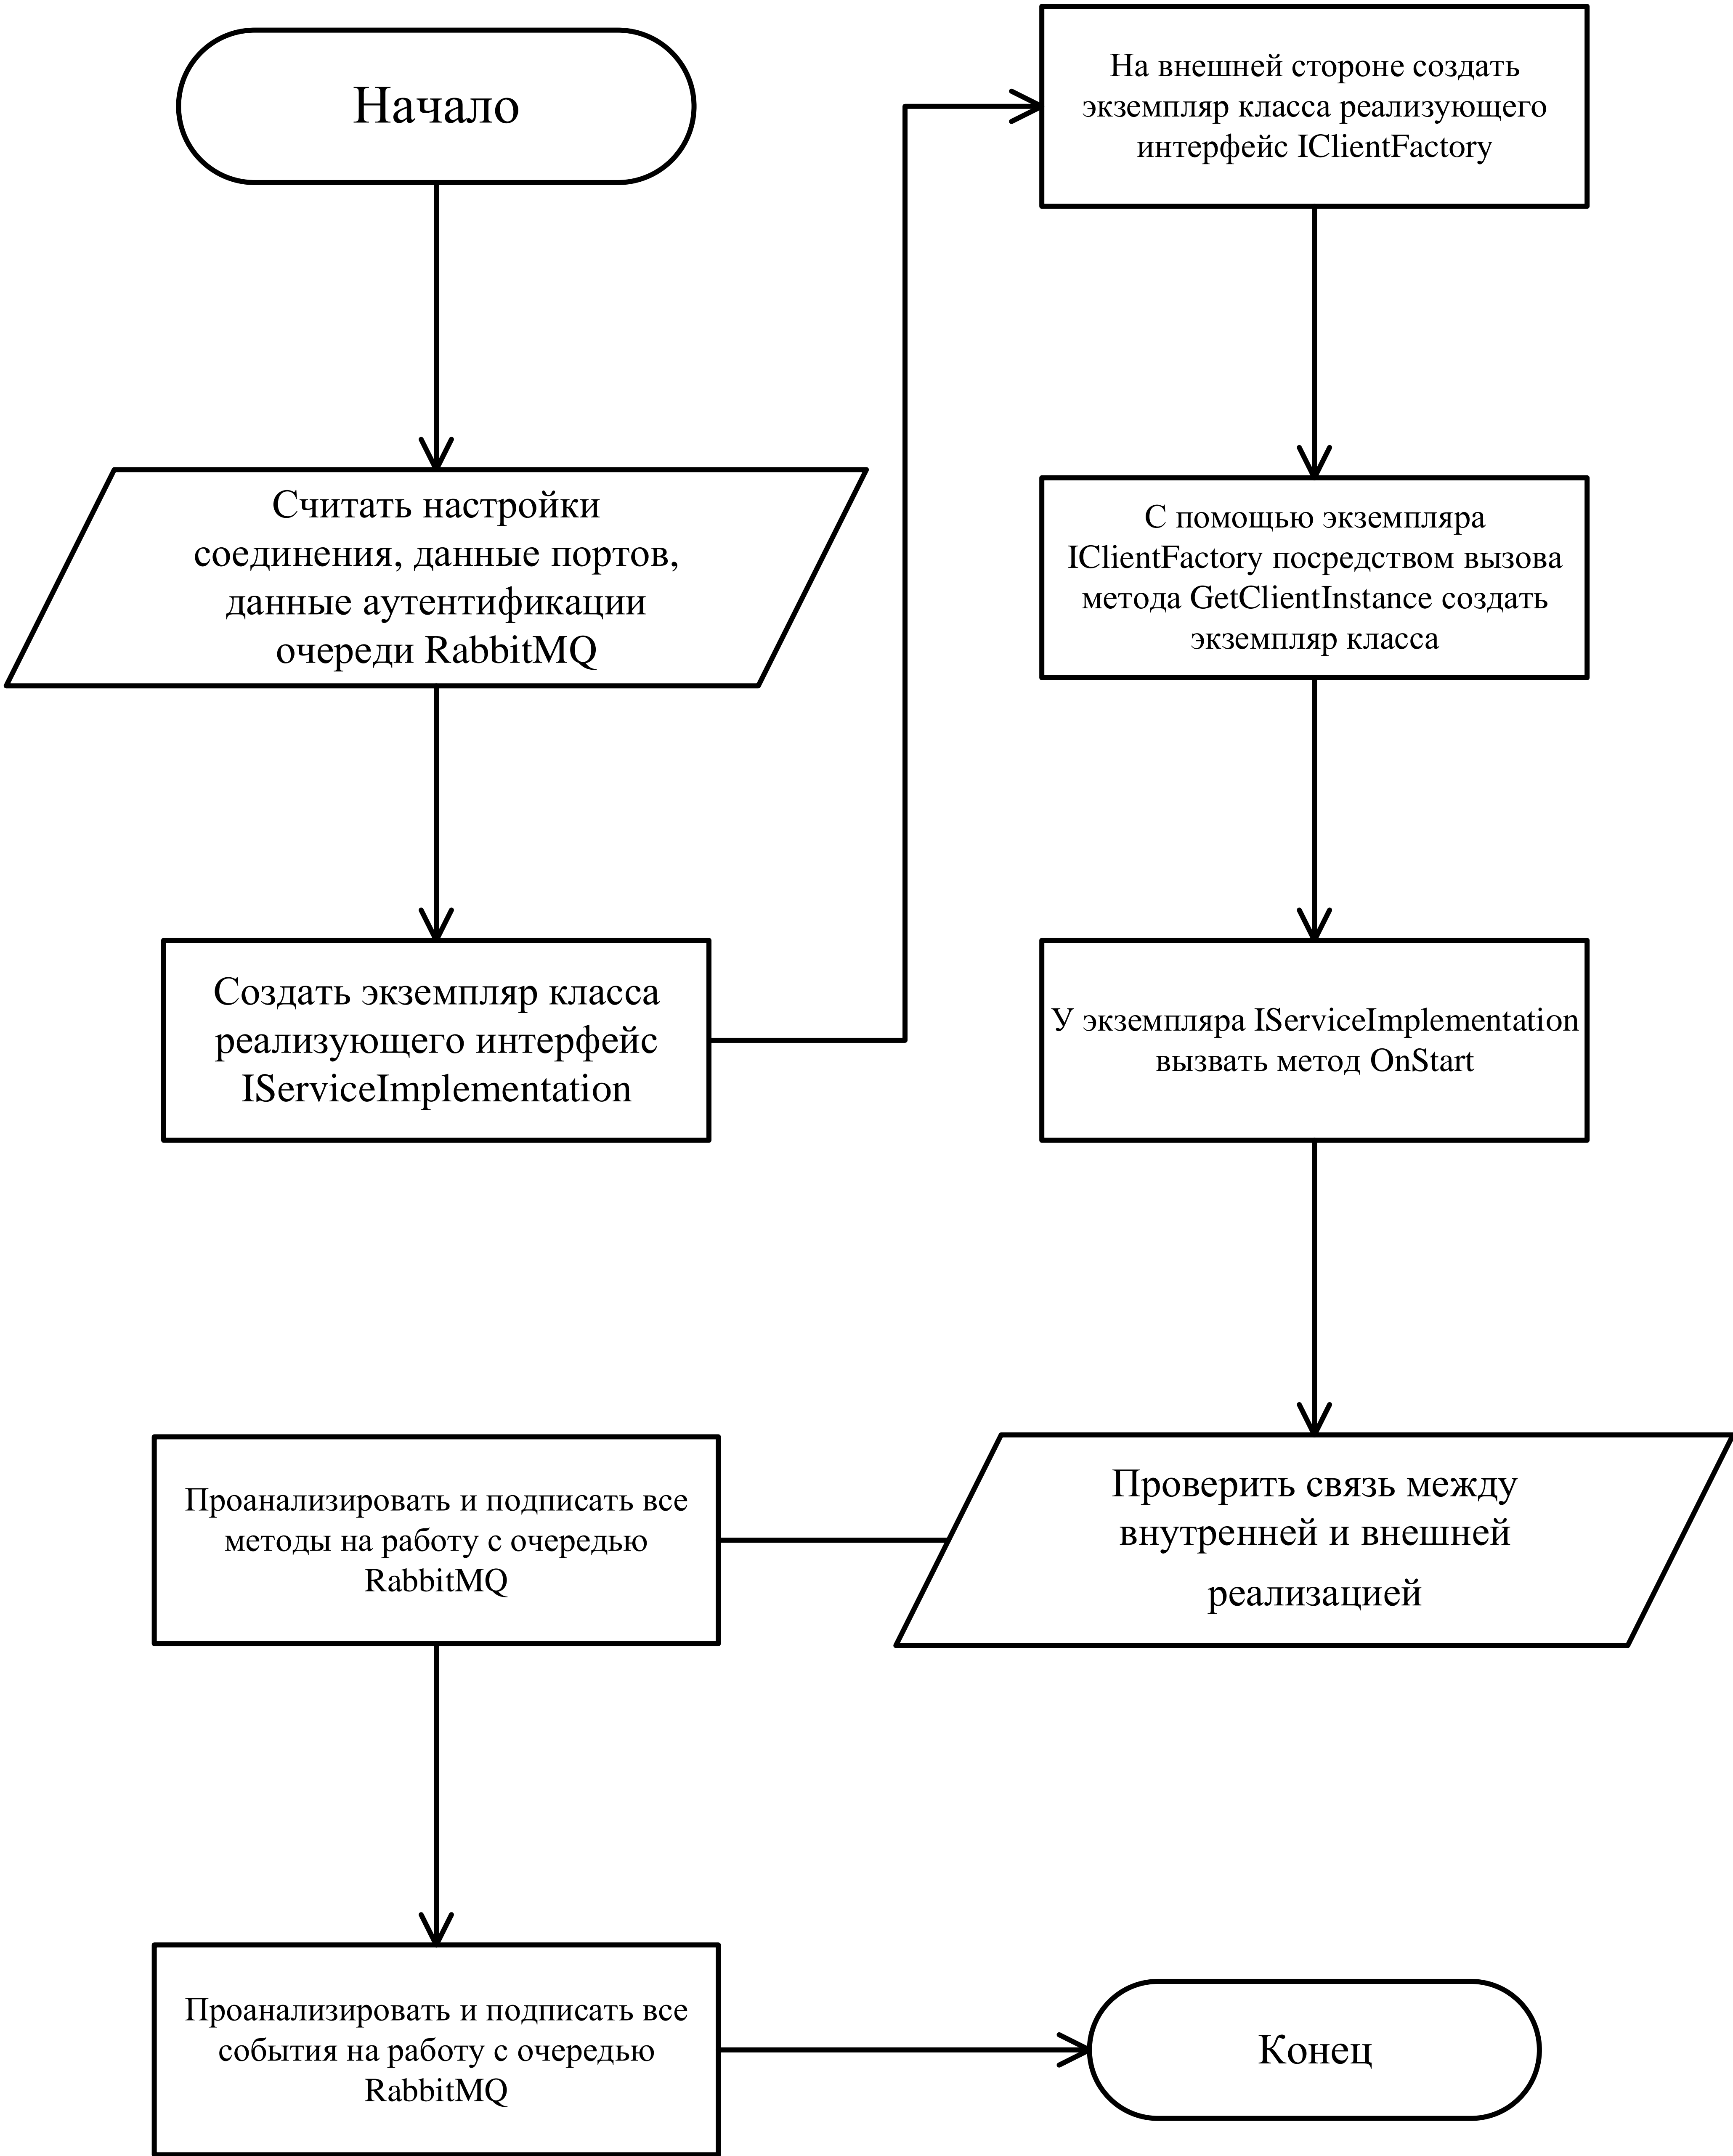 Начало
Считать настройки
соединения, данные портов,
данные аутентификации
очереди RabbitMQ
Создать экземпляр класса
реализующего интерфейс
IServiceImplementation
На внешней стороне создать
экземпляр класса реализующего
интерфейс IClientFactory
С помощью экземпляра
IClientFactory посредством вызова
метода GetClientInstance создать
экземпляр класса
У экземпляра IServiceImplementation
вызвать метод OnStart
Проверить связь между
внутренней и внешней
реализацией
Проанализировать и подписать все
методы на работу с очередью
RabbitMQ
Проанализировать и подписать все
события на работу с очередью
RabbitMQ
Конец